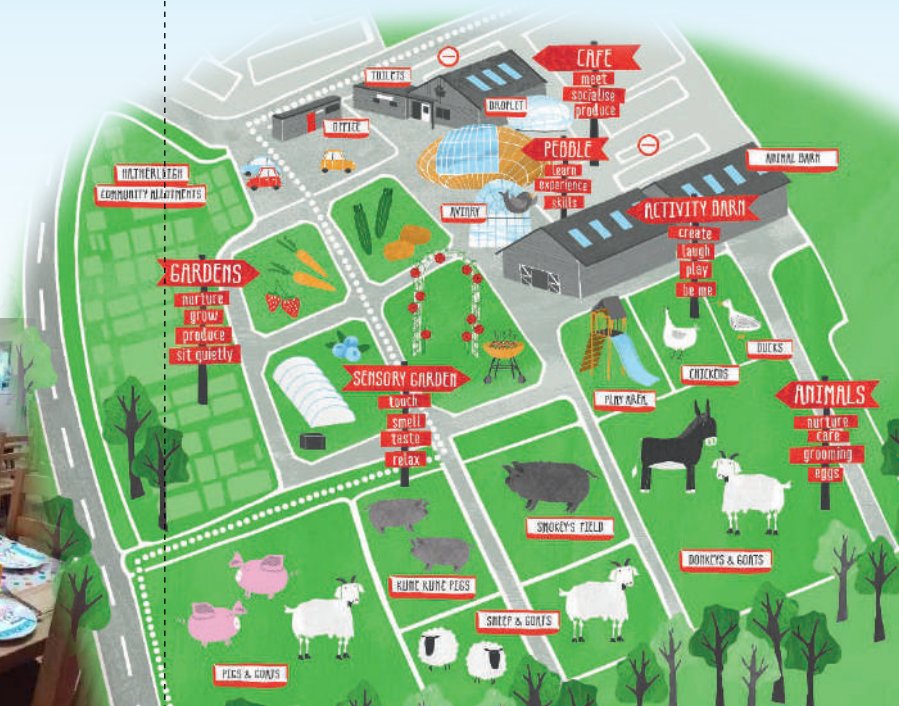 CAFE
meet
socialise
produce
TOILETS
DROPLET
OFFICE
PEBBLE
learn
experience
skills
ANIMAL BARN
HATHERLEIGH
COMMUNITY ALLOTMENTS
AVIARY
ACTIVITY BARN
create
laugh
play
be me
GARDENS
nurture
grow
produce
sit quietly
DUCKS
CHICKENS
PLAY AREA
SENSORY GARDEN
touch
smell
taste
relax
ANIMALS
nurture
care
grooming
eggs
SMOKEY'S FIELD
DONKEYS & GOATS
KUNE KUNE PIGS
SHEEP & GOATS
PIGS & GOATS